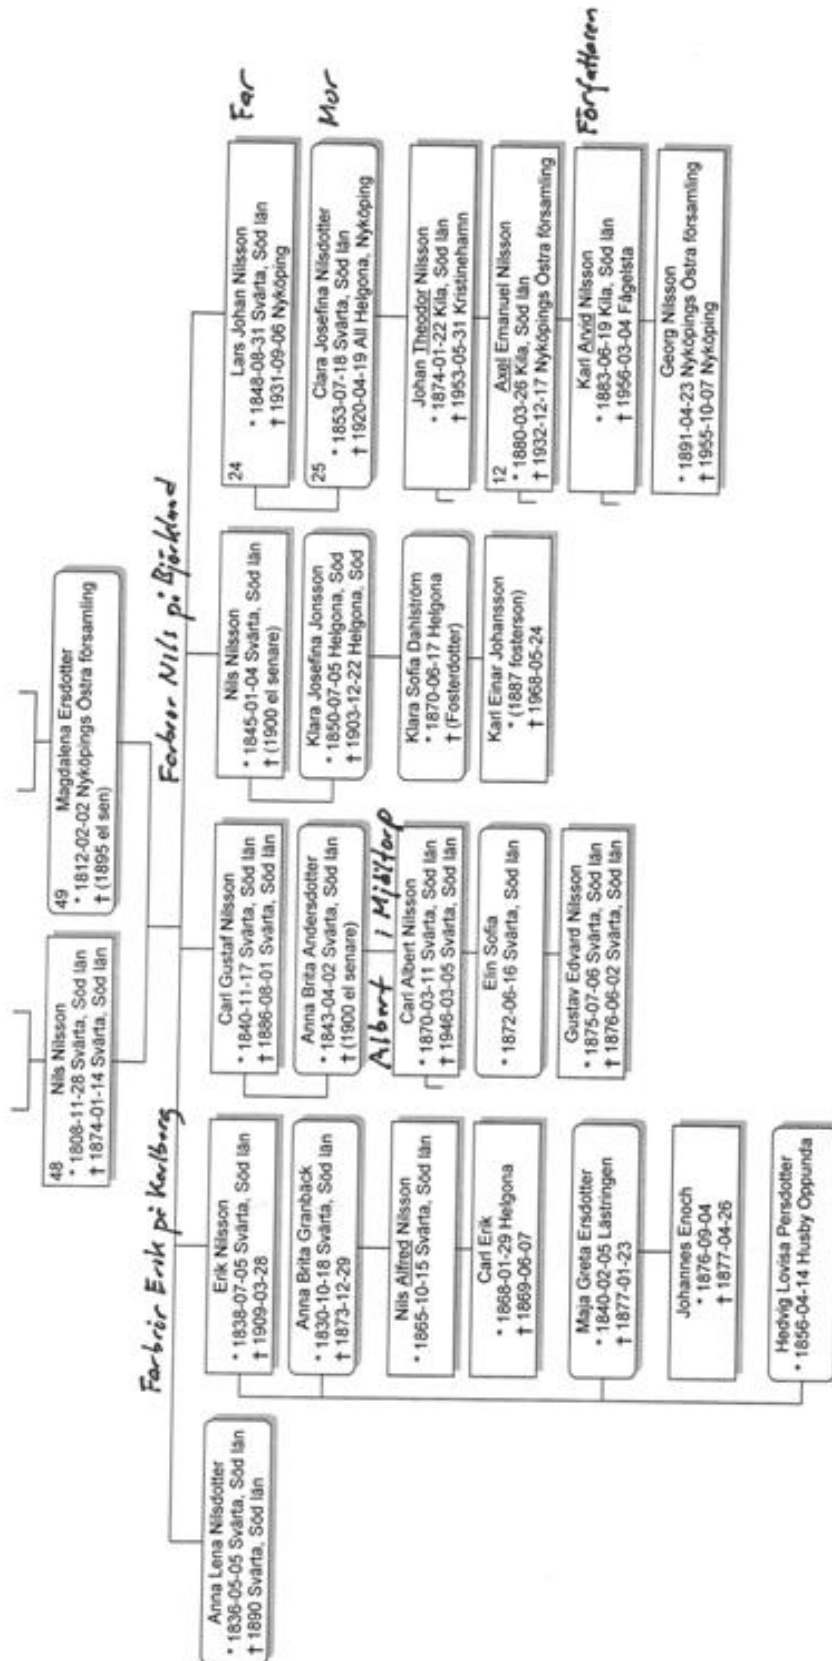 48 Nils Nilsson
* 1808-11-28 Svärta, Söd län
† 1874-01-14 Svärta, Söd län
49 Magdalena Ersdotter
* 1812-02-02 Nyköpings Östra församling
† (1895 el sen)
Farbror Erik på Karlborg
Farbror Nils på Björklund
Anna Lena Nilsdotter
* 1836-05-05 Svärta, Söd län
† 1890 Svärta, Söd län
Erik Nilsson
* 1838-07-05 Svärta, Söd län
† 1909-03-28
Anna Brita Granbäck
* 1830-10-18 Svärta, Söd län
† 1873-12-29
Nils Alfred Nilsson
* 1865-10-15 Svärta, Söd län
Carl Erik
* 1868-01-29 Helgona
† 1869-06-07
Maja Greta Ersdotter
* 1840-02-05 Lästringen
† 1877-01-23
Johannes Enoch
* 1876-09-04
† 1877-04-26
Hedvig Lovisa Persdotter
* 1856-04-14 Husby Oppunda
Carl Gustaf Nilsson
* 1840-11-17 Svärta, Söd län
† 1886-08-01 Svärta, Söd län
Anna Brita Andersdotter
* 1843-04-02 Svärta, Söd län
† (1900 el senare)
Albert i Mjältorp
Carl Albert Nilsson
* 1870-03-11 Svärta, Söd län
† 1946-03-05 Svärta, Söd län
Elin Sofia
* 1872-06-16 Svärta, Söd län
Gustav Edvard Nilsson
* 1875-07-06 Svärta, Söd län
† 1876-06-02 Svärta, Söd län
Nils Nilsson
* 1845-01-04 Svärta, Söd län
† (1900 el senare)
Klara Josefina Jonsson
* 1850-07-05 Helgona, Söd
† 1903-12-22 Helgona, Söd
Klara Sofia Dahlström
* 1870-06-17 Helgona
† (Fosterdotter)
Karl Einar Johansson
* (1887 fosterson)
† 1968-05-24
24 Lars Johan Nilsson
* 1848-08-31 Svärta, Söd län
† 1931-09-06 Nyköping
Far
25 Clara Josefina Nilsdotter
* 1853-07-18 Svärta, Söd län
† 1920-04-19 All Helgona, Nyköping
Mor
Johan Theodor Nilsson
* 1874-01-22 Kila, Söd län
† 1953-05-31 Kristinehamn
12 Axel Emanuel Nilsson
* 1880-03-26 Kila, Söd län
† 1932-12-17 Nyköpings Östra församling
Karl Arvid Nilsson
* 1883-06-19 Kila, Söd län
† 1956-03-04 Fågelsta
Författaren
Georg Nilsson
* 1891-04-23 Nyköpings Östra församling
† 1955-10-07 Nyköping